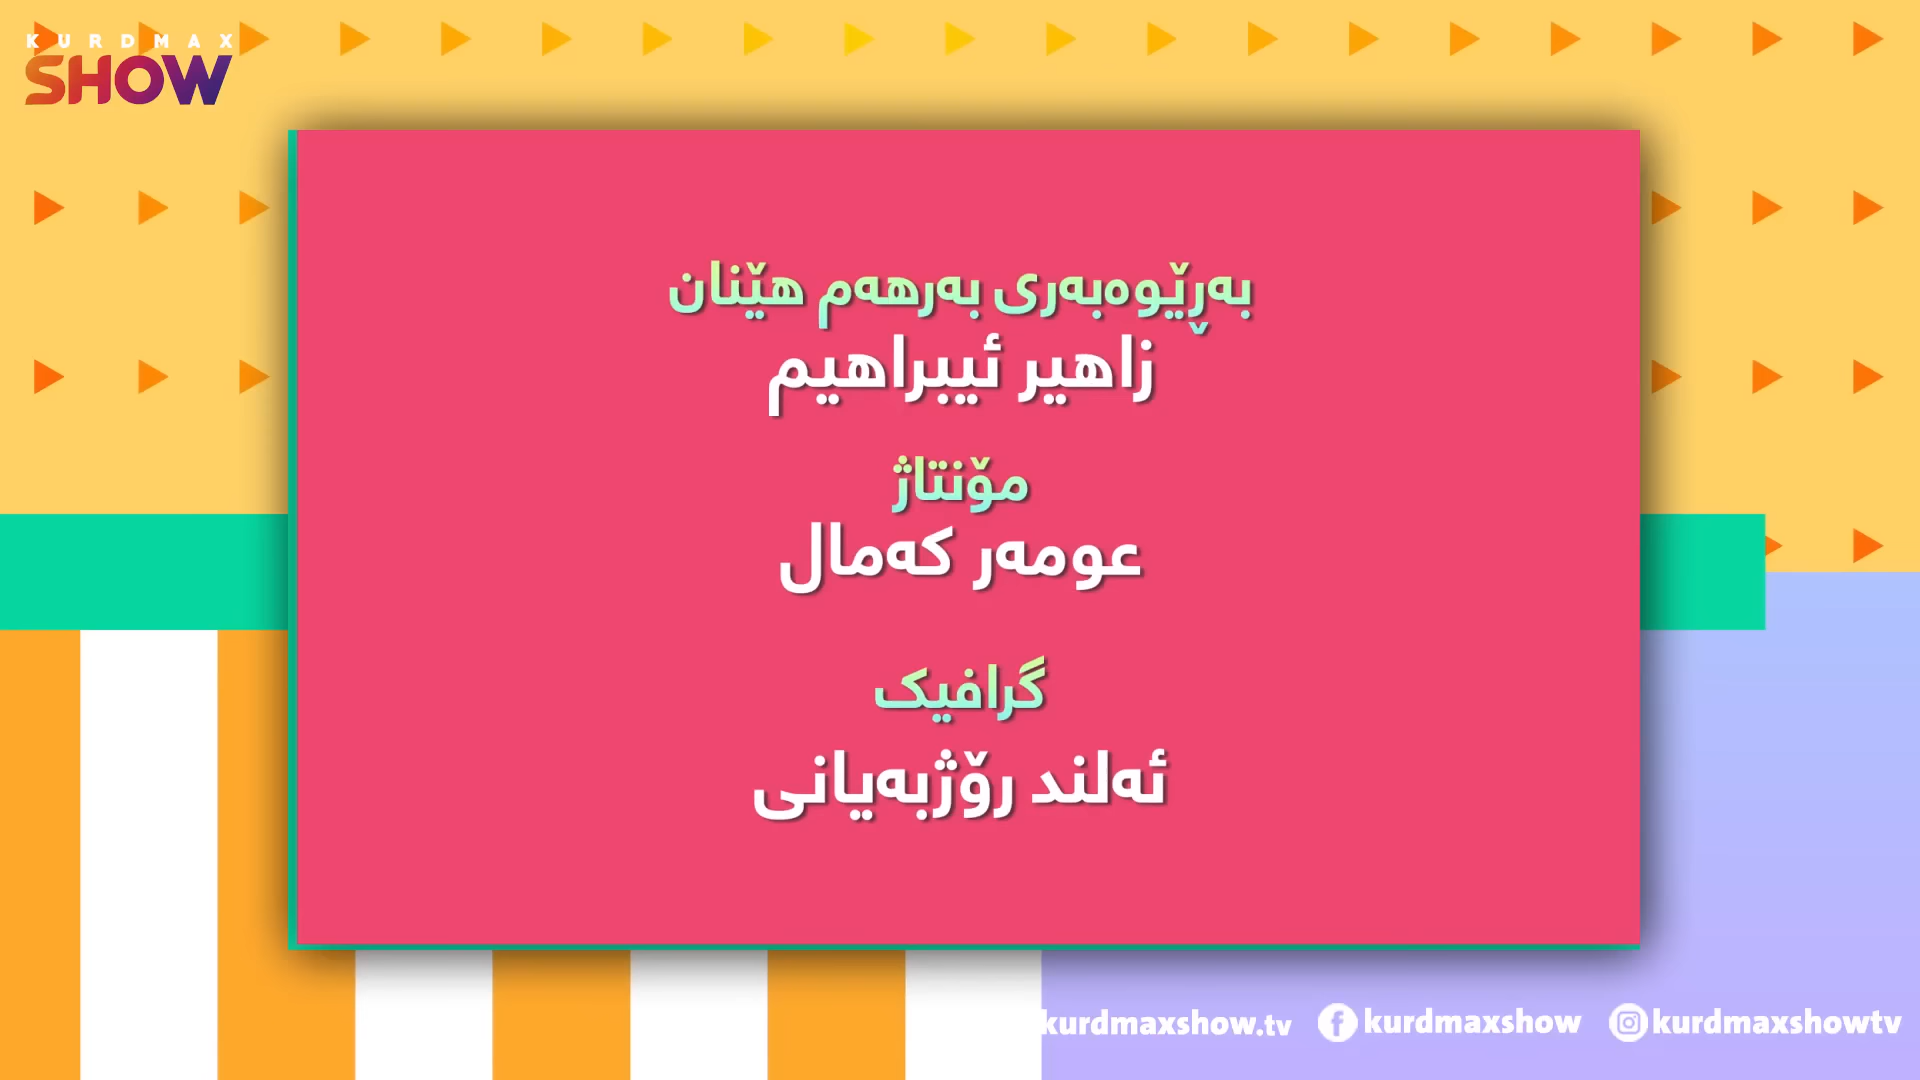 KURDMAX
SHOW
بەڕێوەبەری بەرهەم هێنان
زاهیر ئیبراهیم
مۆنتاژ
عومەر کەمال
گرافیک
ئەلند رۆژبەیانی
kurdmaxshow.tv kurdmaxshow kurdmaxshowtv